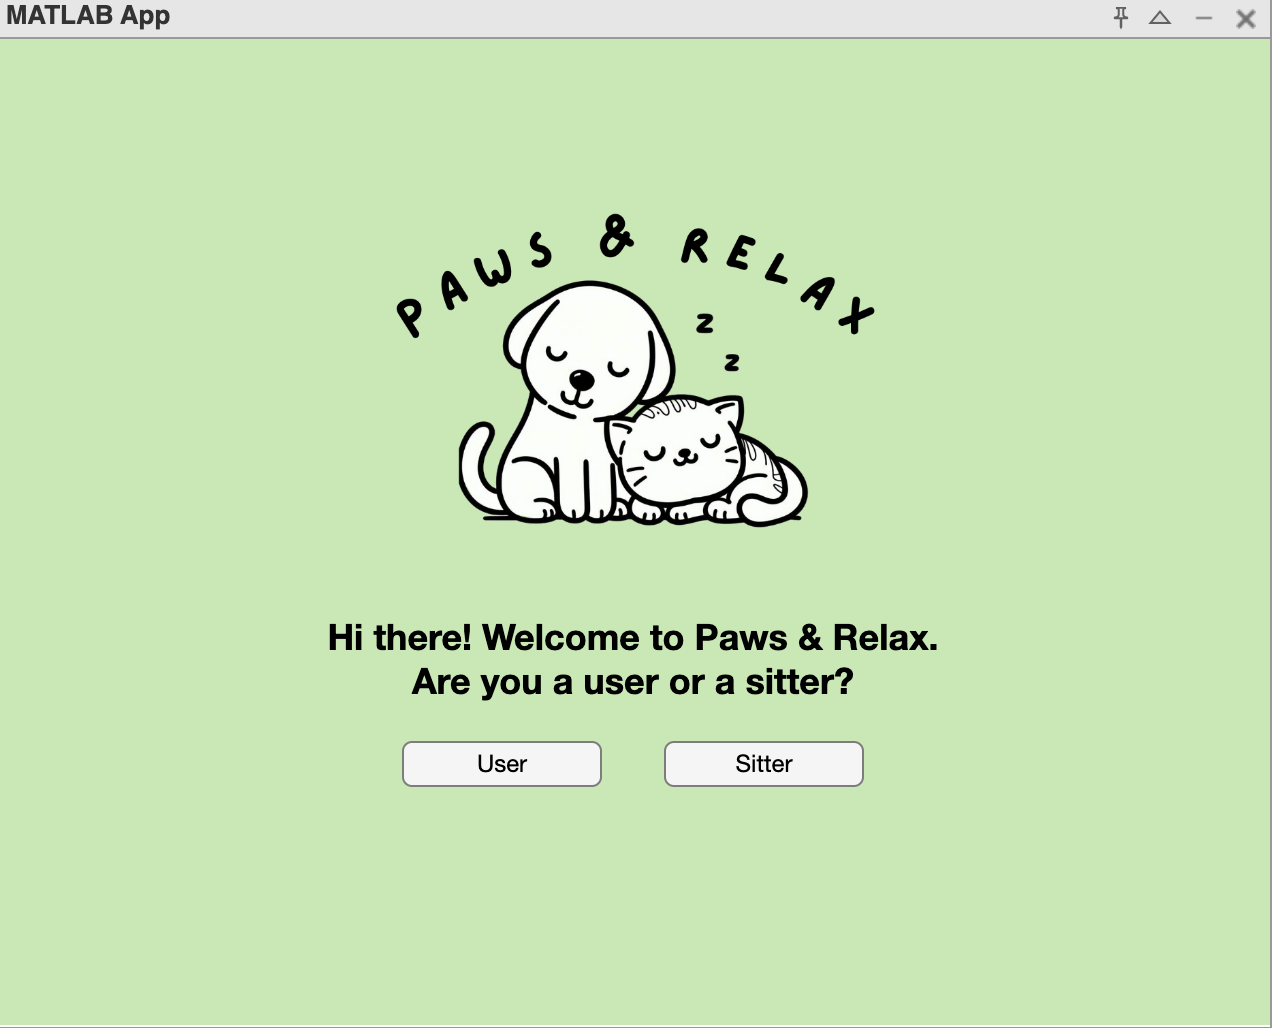 MATLAB App
PAWS & RELAX
z
z
Hi there! Welcome to Paws & Relax.
Are you a user or a sitter?
User
Sitter